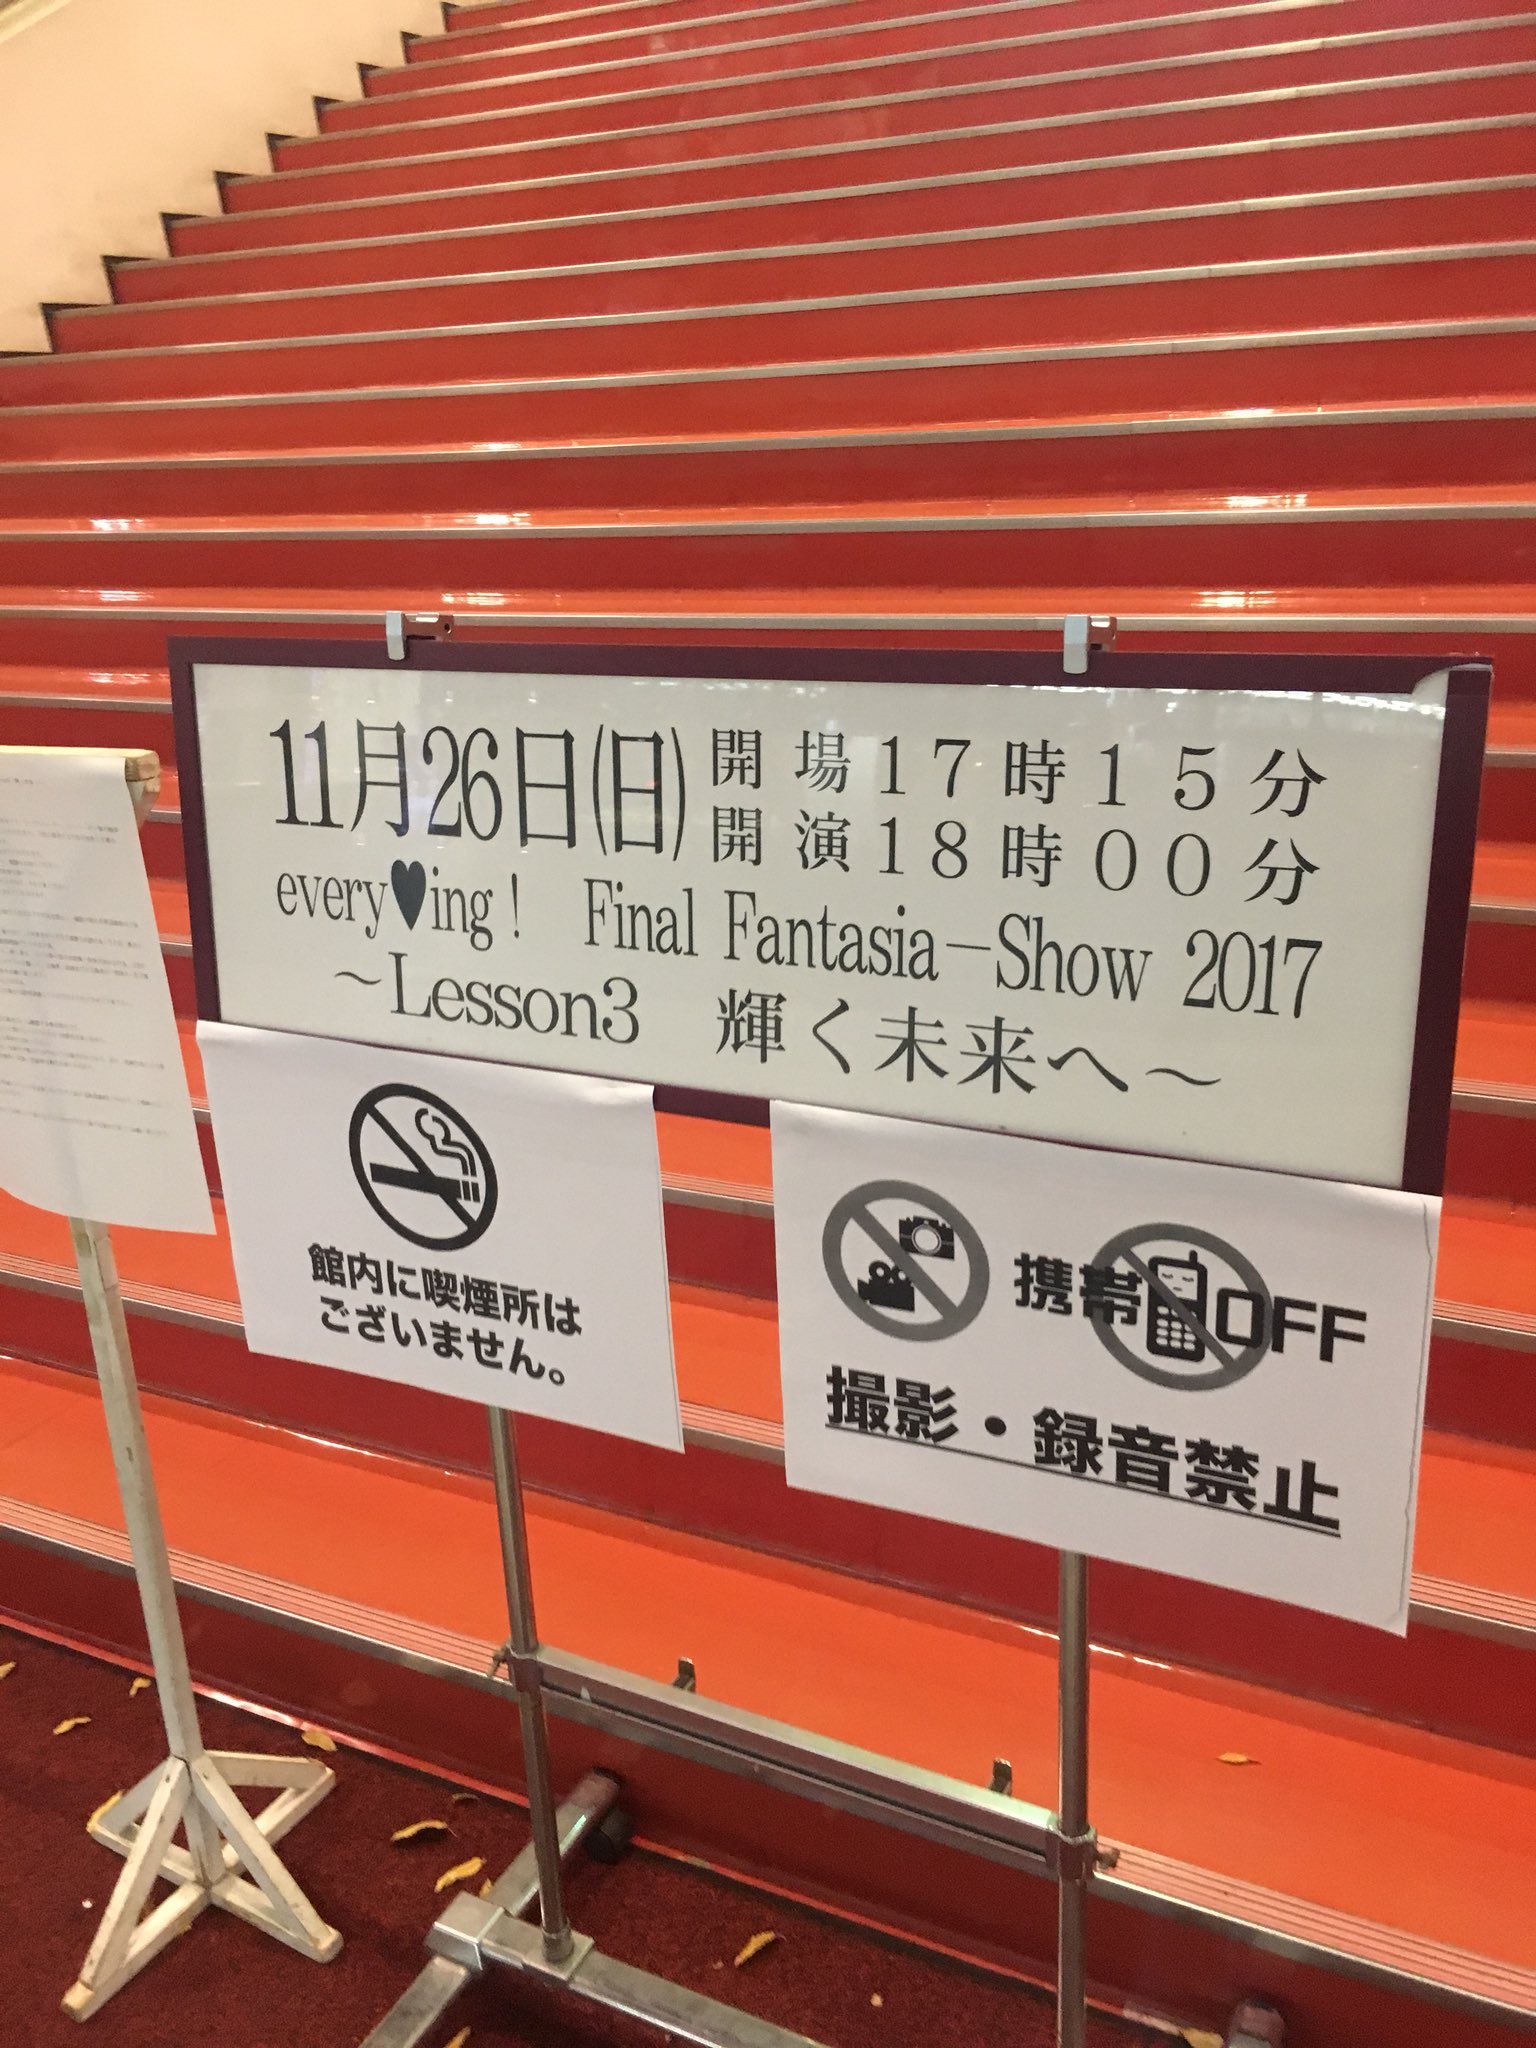 11月26日(日) 開場17時15分
開演18時00分
every♥ing! Final Fantasia－Show 2017
～Lesson3 輝く未来へ～
館内に喫煙所は
ございません。
携帯OFF
撮影・録音禁止